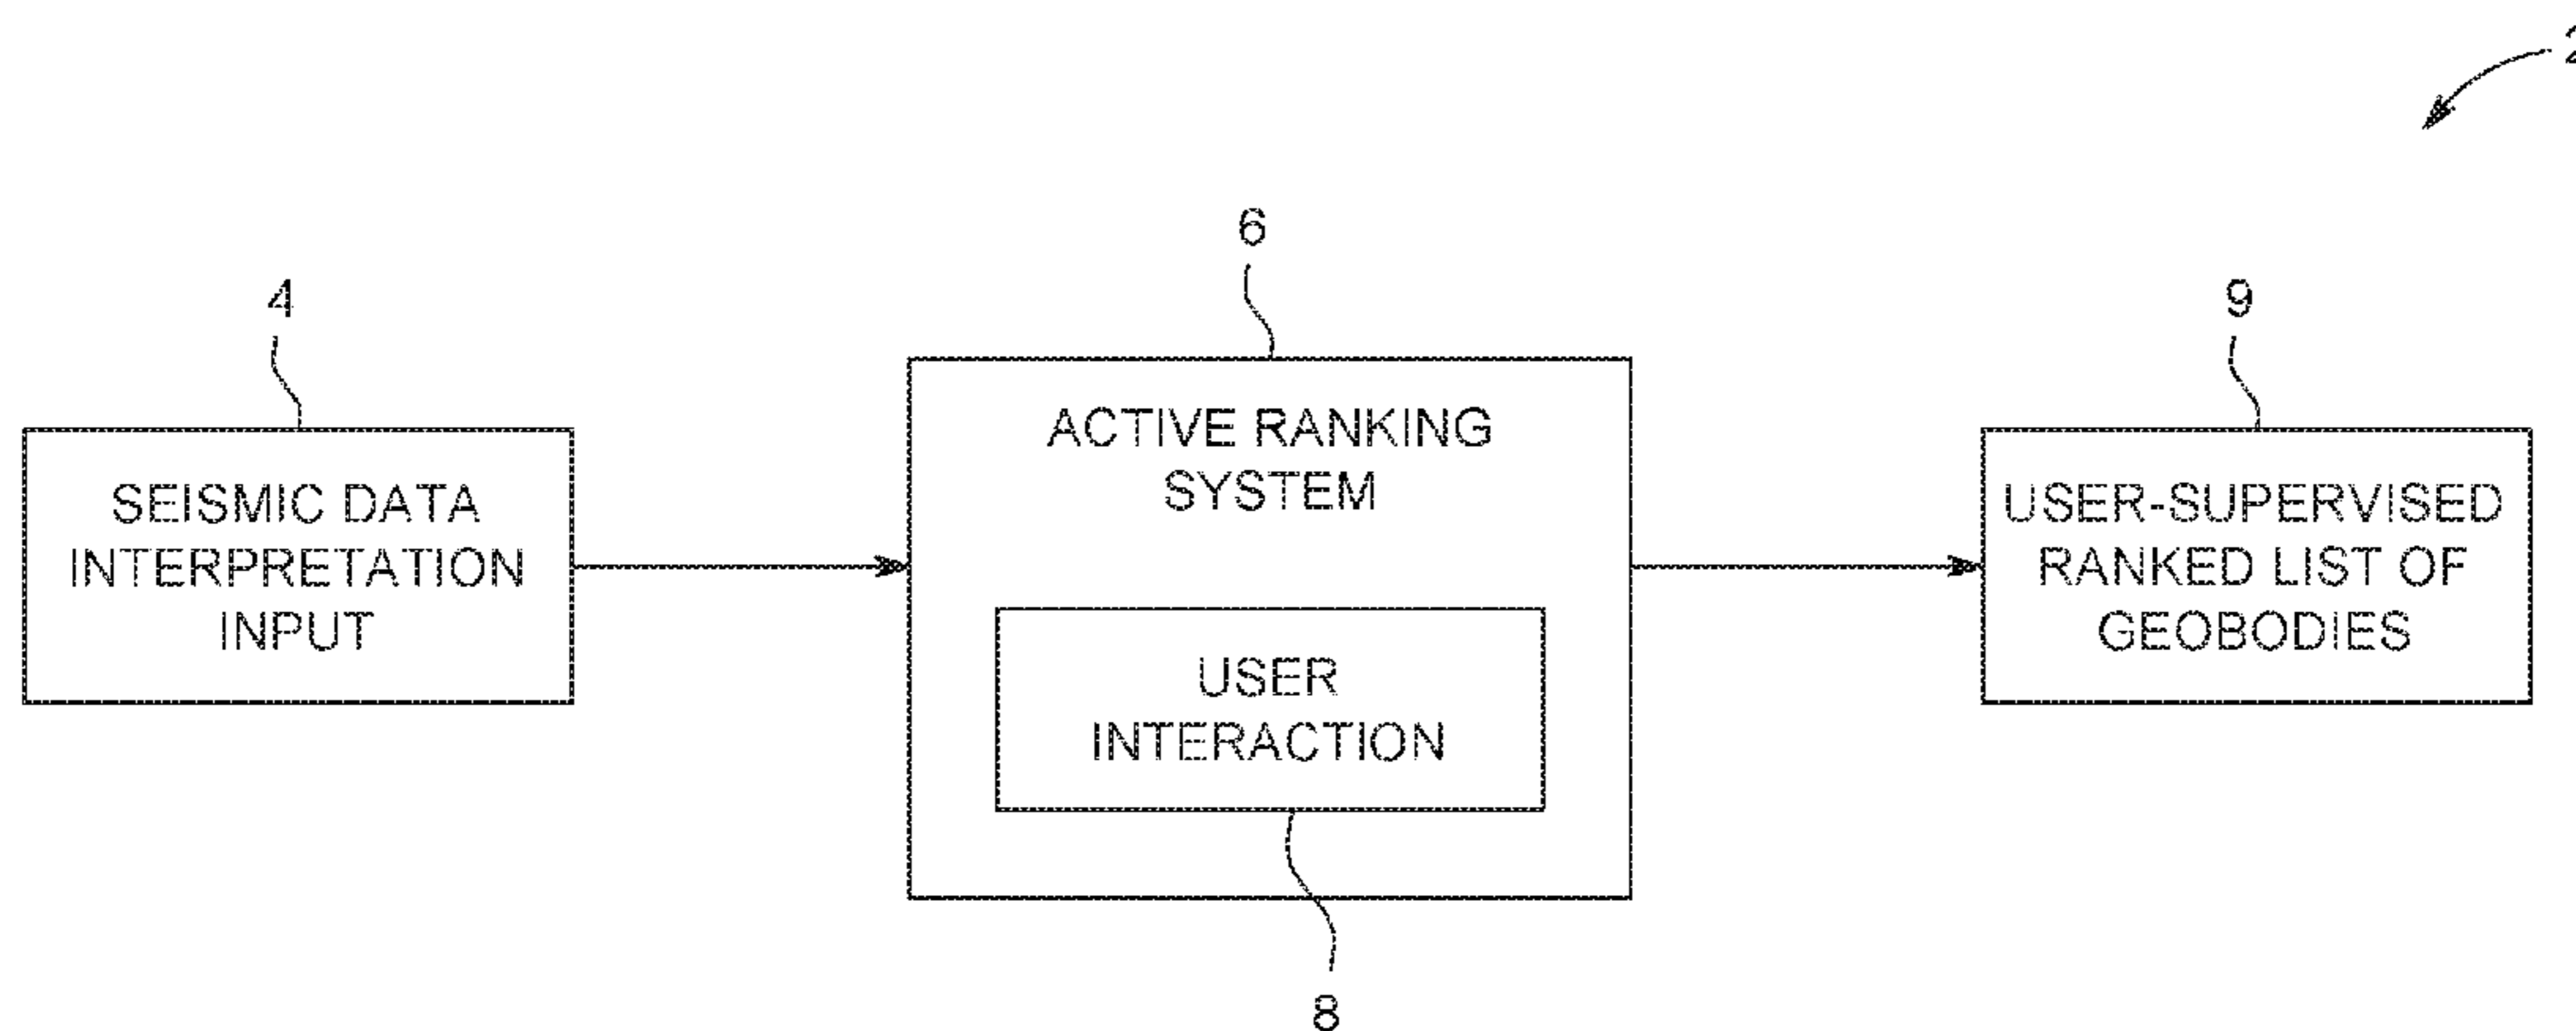 2
6
4
9
ACTIVE RANKING
SYSTEM
SEISMIC DATA
INTERPRETATION
INPUT
USER-SUPERVISED
RANKED LIST OF
GEOBODIES
USER
INTERACTION
8